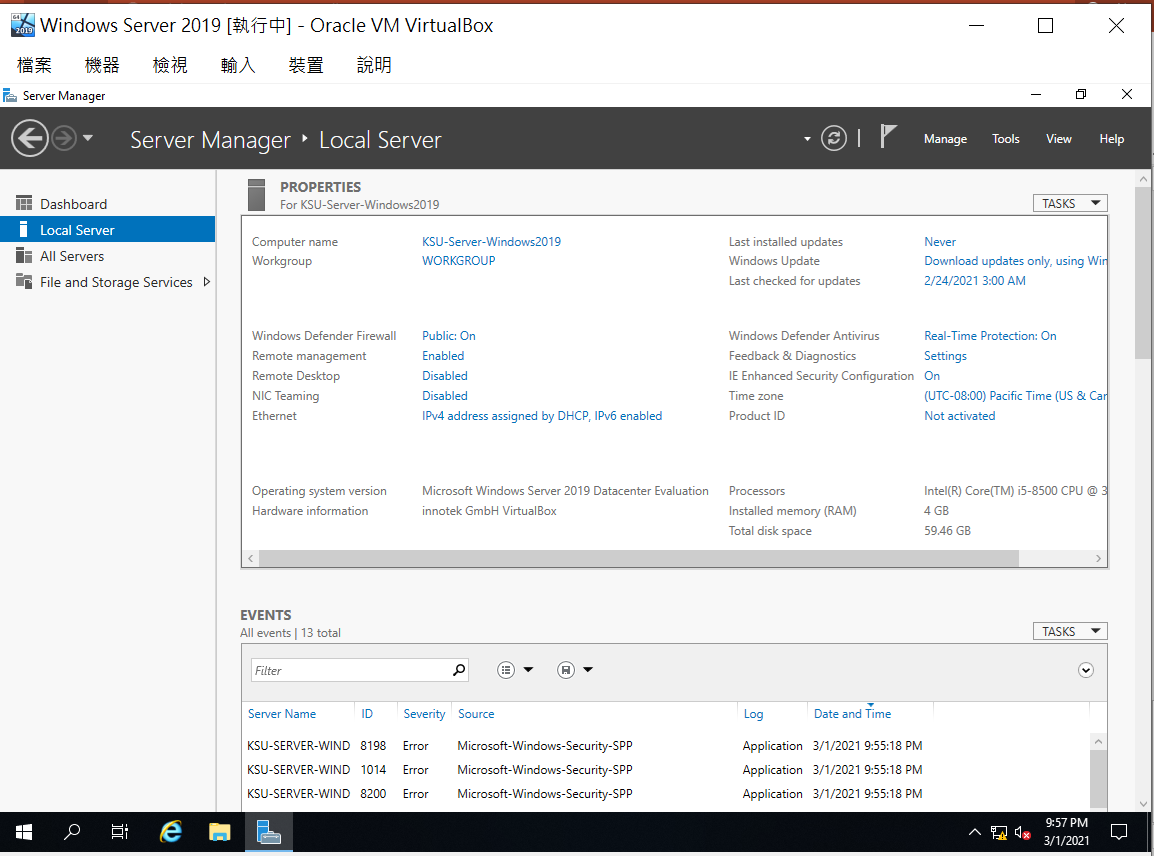 Windows Server 2019 [執行中] - Oracle VM VirtualBox
檔案 機器 檢視 輸入 裝置 說明
Server Manager
Server Manager Local Server
Manage Tools View Help
Dashboard
Local Server
All Servers
File and Storage Services
PROPERTIES
For KSU-Server-Windows2019
TASKS
Computer name KSU-Server-Windows2019 Last installed updates Never
Workgroup WORKGROUP Windows Update Download updates only, using Win
Last checked for updates 2/24/2021 3:00 AM
Windows Defender Firewall Public: On Windows Defender Antivirus Real-Time Protection: On
Remote management Enabled Feedback & Diagnostics Settings
Remote Desktop Disabled IE Enhanced Security Configuration On
NIC Teaming Disabled Time zone (UTC-08:00) Pacific Time (US & Car
Ethernet IPv4 address assigned by DHCP, IPv6 enabled Product ID Not activated
Operating system version Microsoft Windows Server 2019 Datacenter Evaluation Processors Intel(R) Core(TM) i5-8500 CPU @ 3
Hardware information innotek GmbH VirtualBox Installed memory (RAM) 4 GB
Total disk space 59.46 GB
EVENTS
All events | 13 total
TASKS
Filter
Server Name ID Severity Source Log Date and Time
KSU-SERVER-WIND 8198 Error Microsoft-Windows-Security-SPP Application 3/1/2021 9:55:18 PM
KSU-SERVER-WIND 1014 Error Microsoft-Windows-Security-SPP Application 3/1/2021 9:55:18 PM
KSU-SERVER-WIND 8200 Error Microsoft-Windows-Security-SPP Application 3/1/2021 9:55:18 PM
9:57 PM
3/1/2021